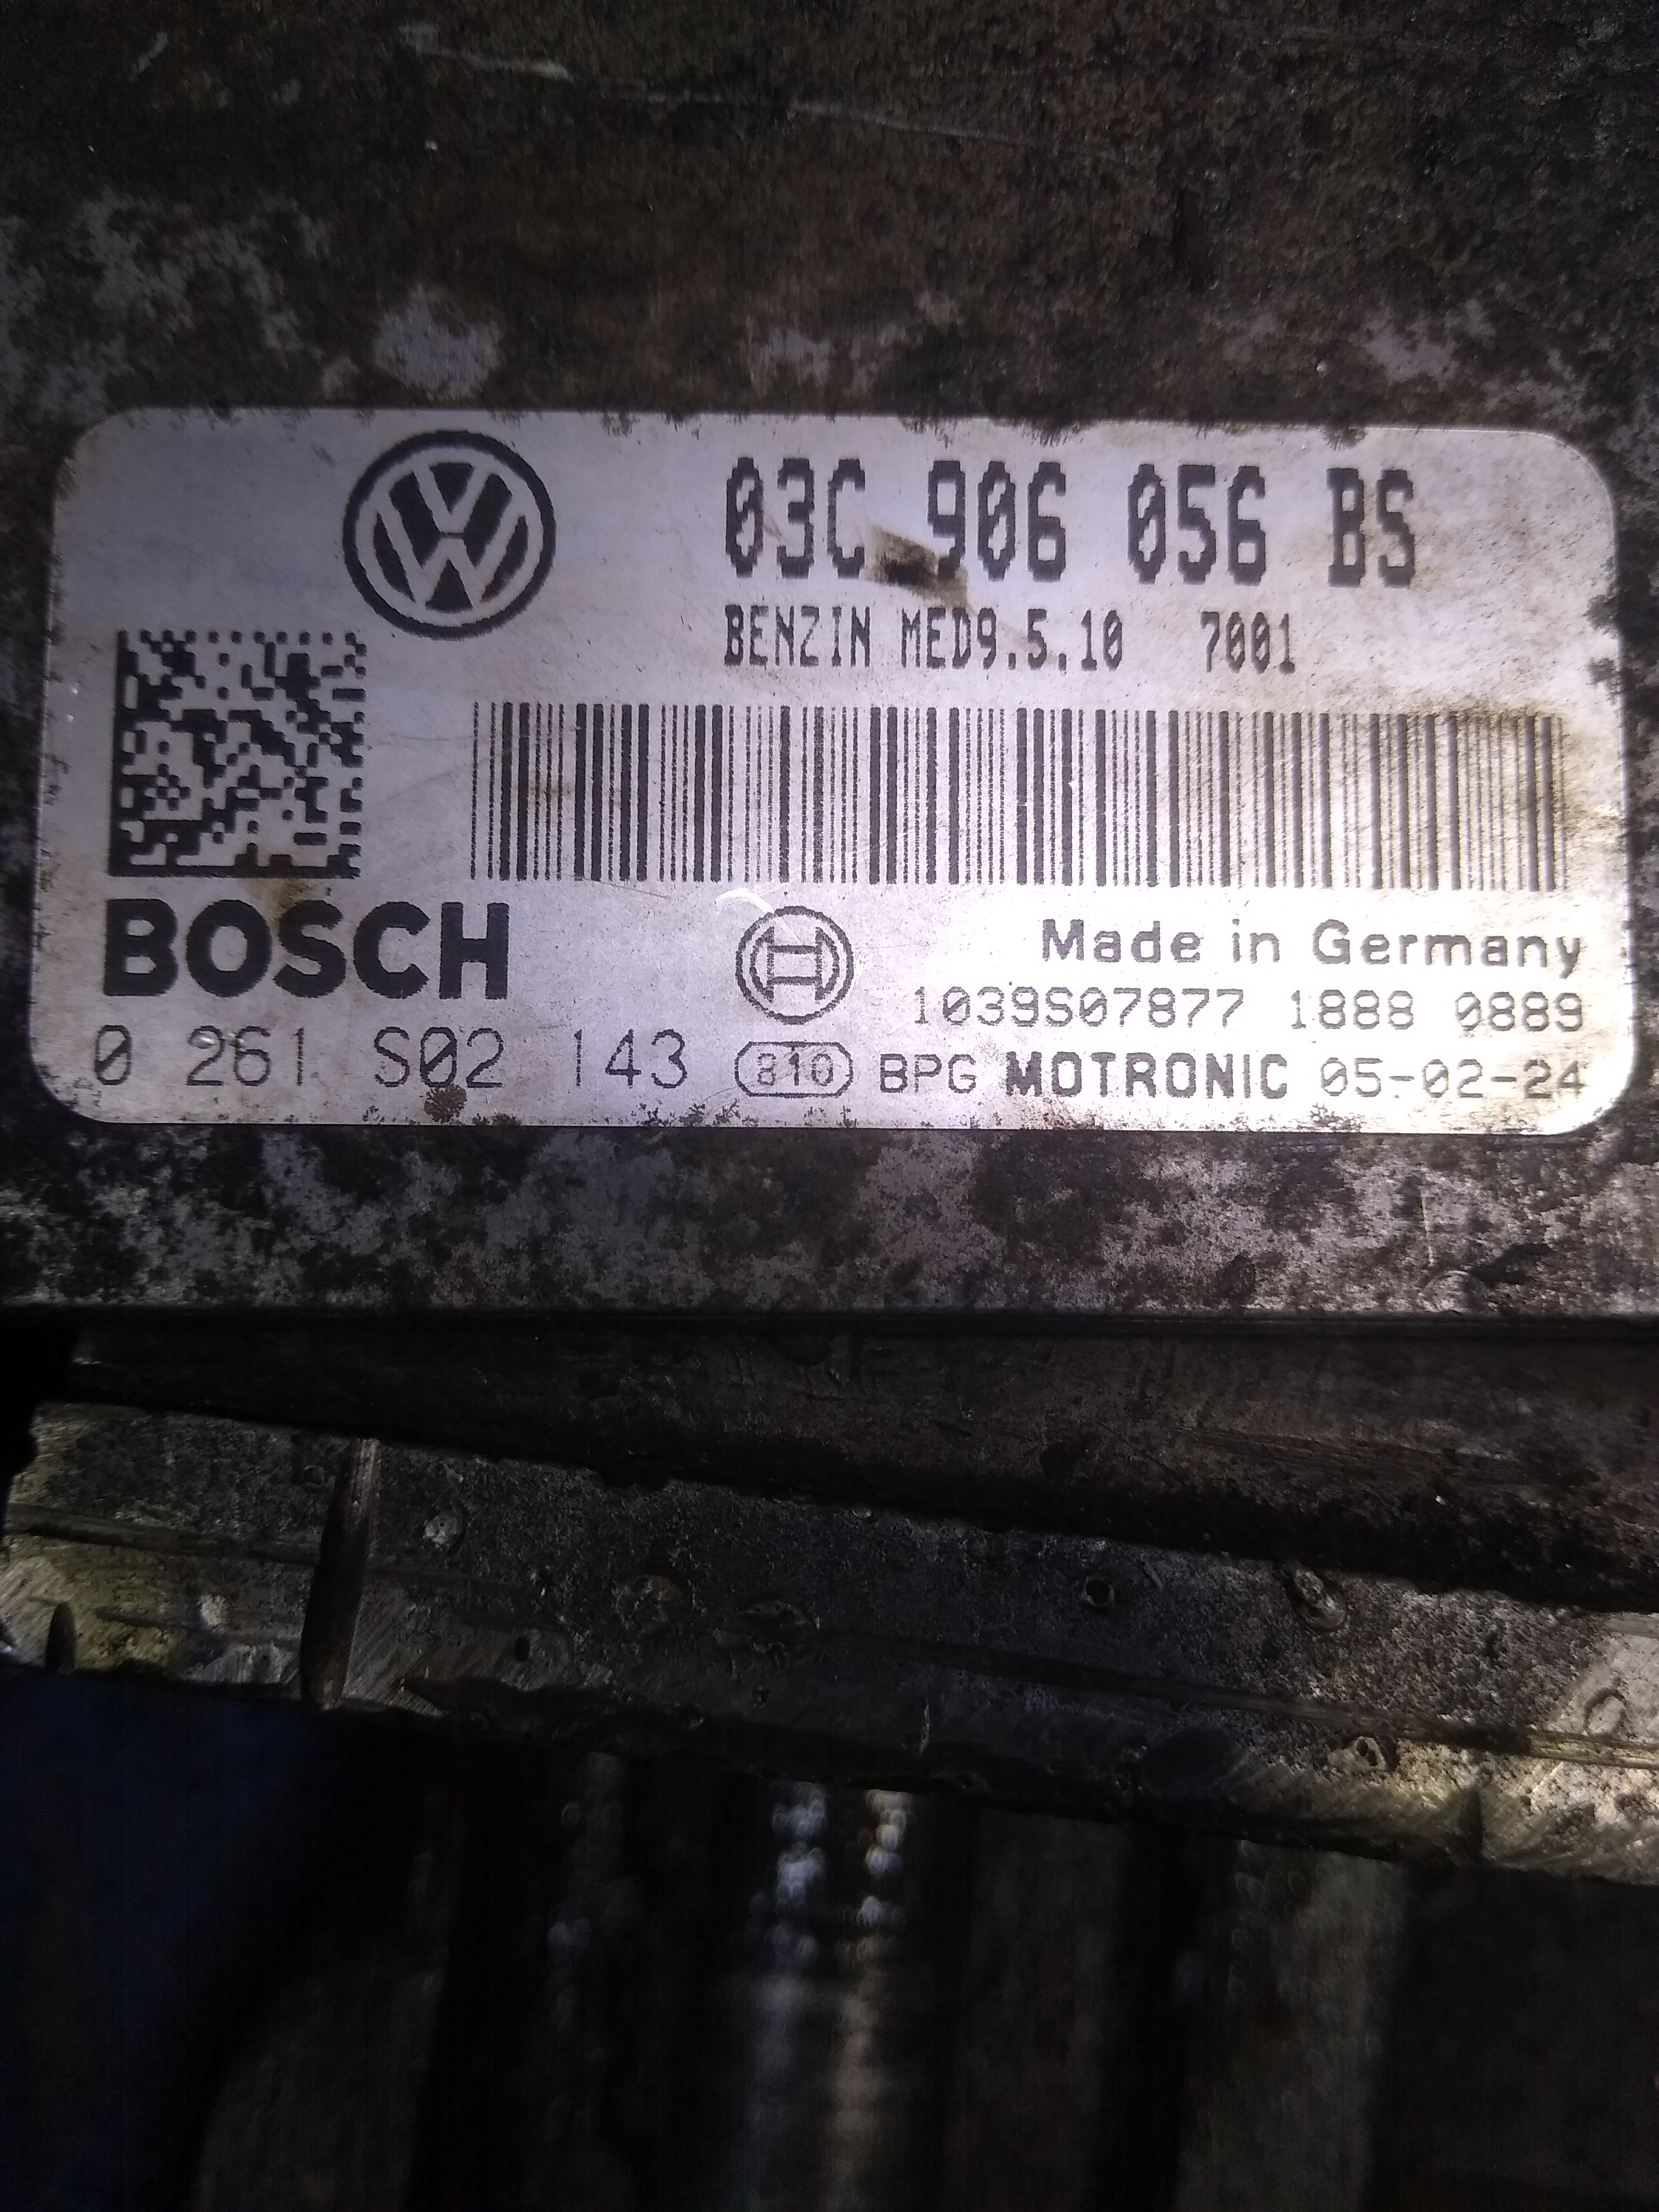 03C 906 056 BS
BENZIN MED9.5.10 7001
BOSCH
Made in Germany
1039S07877 1888 0889
0 261 S02 143 810 BPG MOTRONIC 05-02-24